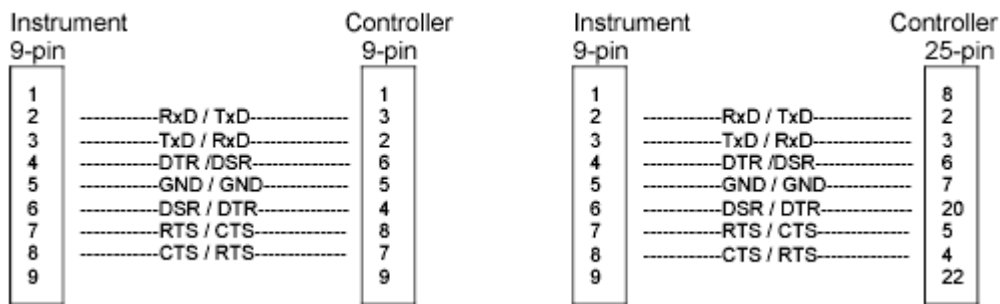 Instrument Controller
9-pin 9-pin
1 1
2 ------------RxD / TxD--------------- 3
3 ------------TxD / RxD--------------- 2
4 ------------DTR /DSR--------------- 6
5 ------------GND / GND------------- 5
6 ------------DSR / DTR-------------- 4
7 ------------RTS / CTS-------------- 8
8 ------------CTS / RTS-------------- 7
9 9
Instrument Controller
9-pin 25-pin
1 8
2 ------------RxD / TxD--------------- 2
3 ------------TxD / RxD--------------- 3
4 ------------DTR /DSR--------------- 6
5 ------------GND / GND------------- 7
6 ------------DSR / DTR-------------- 20
7 ------------RTS / CTS-------------- 5
8 ------------CTS / RTS-------------- 4
9 22